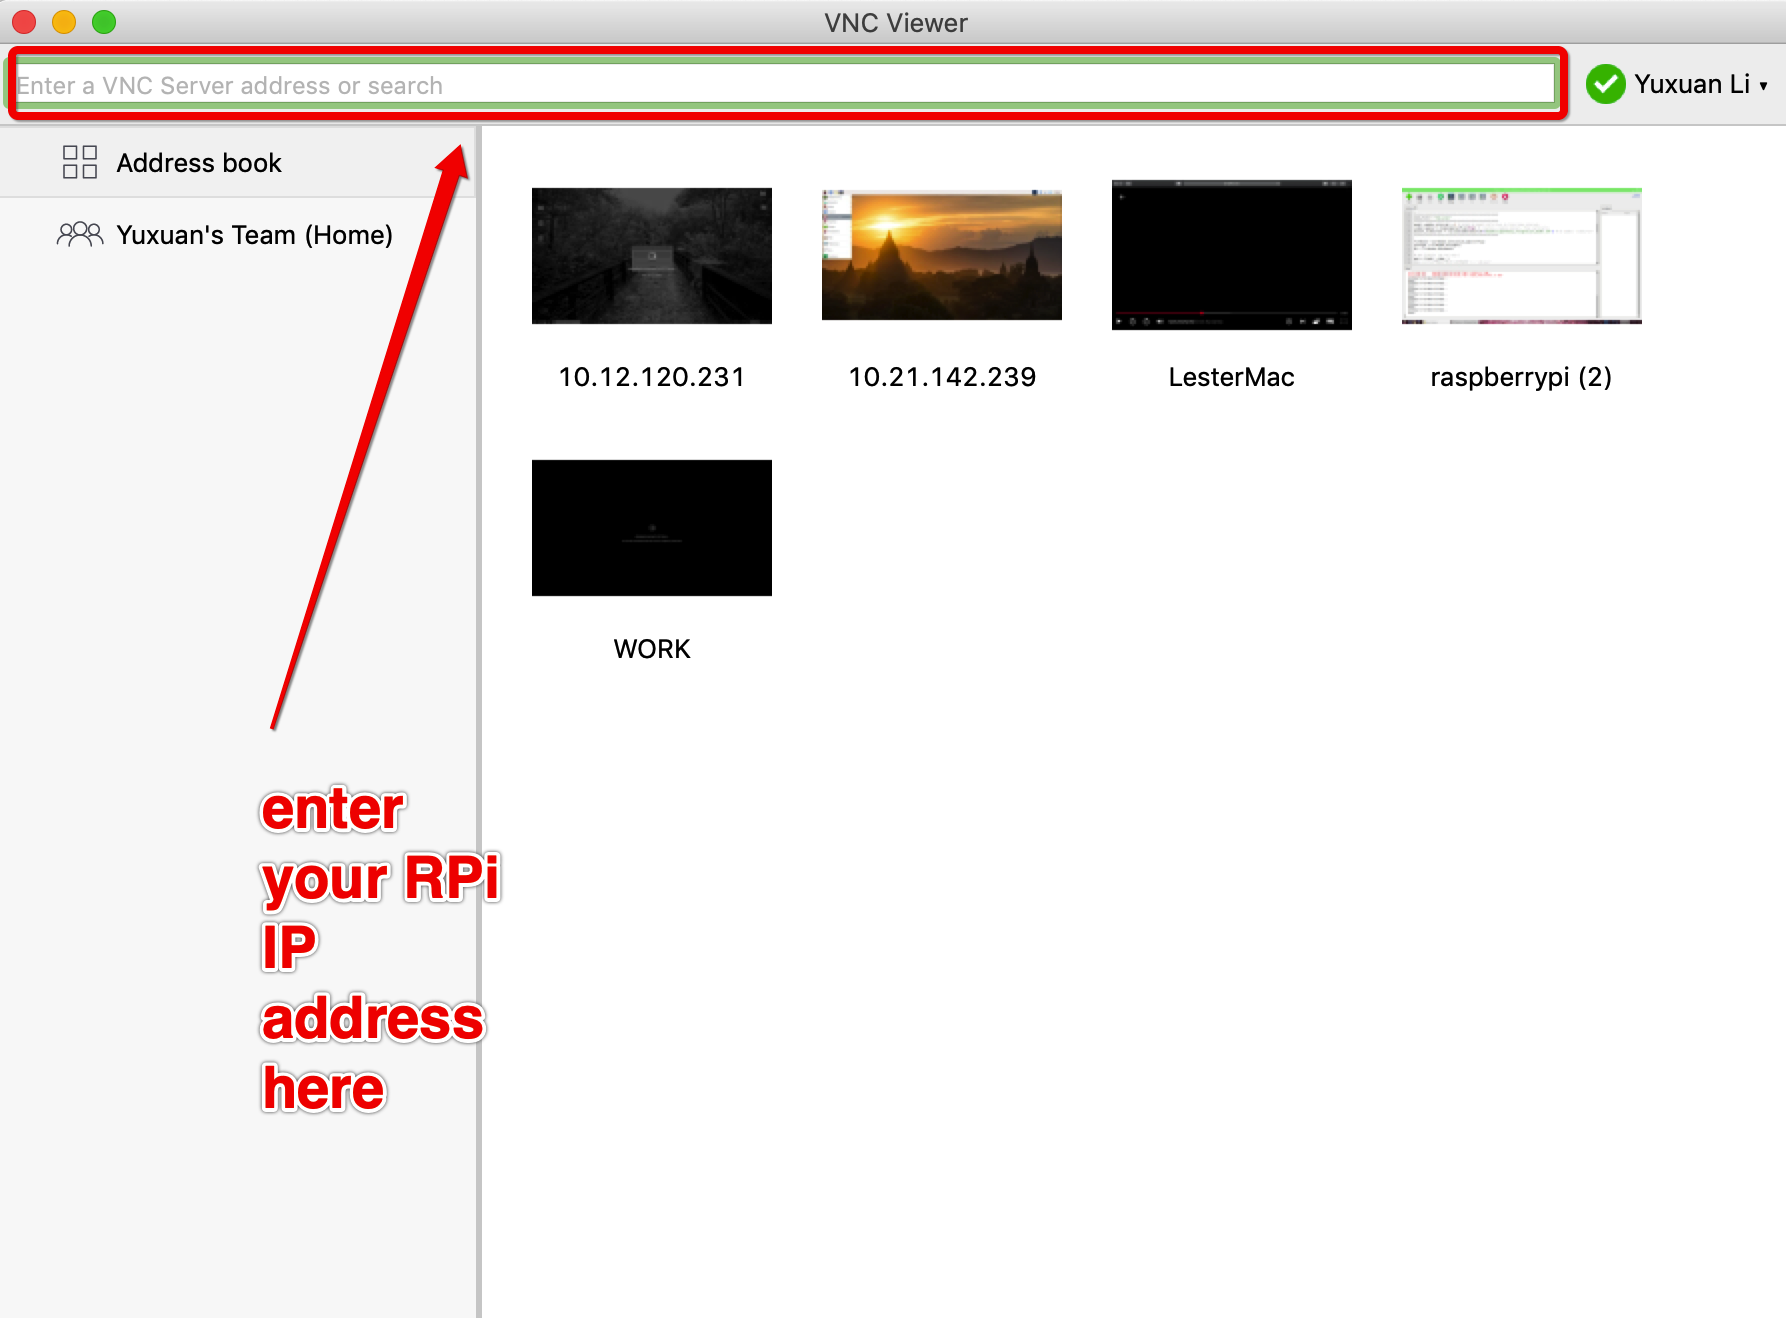 VNC Viewer
Enter a VNC Server address or search
Yuxuan Li
Address book
Yuxuan's Team (Home)
10.12.120.231
10.21.142.239
LesterMac
raspberrypi (2)
WORK
enter
your RPi
IP
address
here